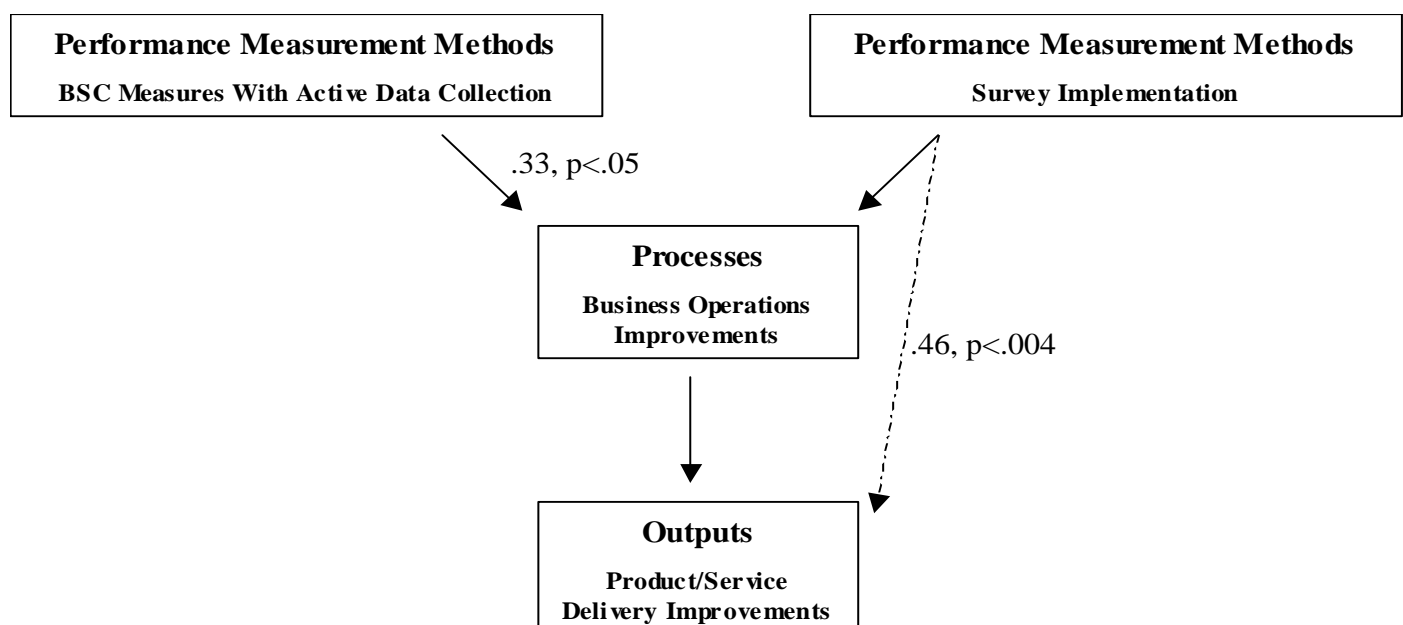 Performance Measurement Methods
BSC Measures With Active Data Collection
Performance Measurement Methods
Survey Implementation
.33, p<.05
Processes
Business Operations
Improvements
.46, p<.004
Outputs
Product/Service
Delivery Improvements